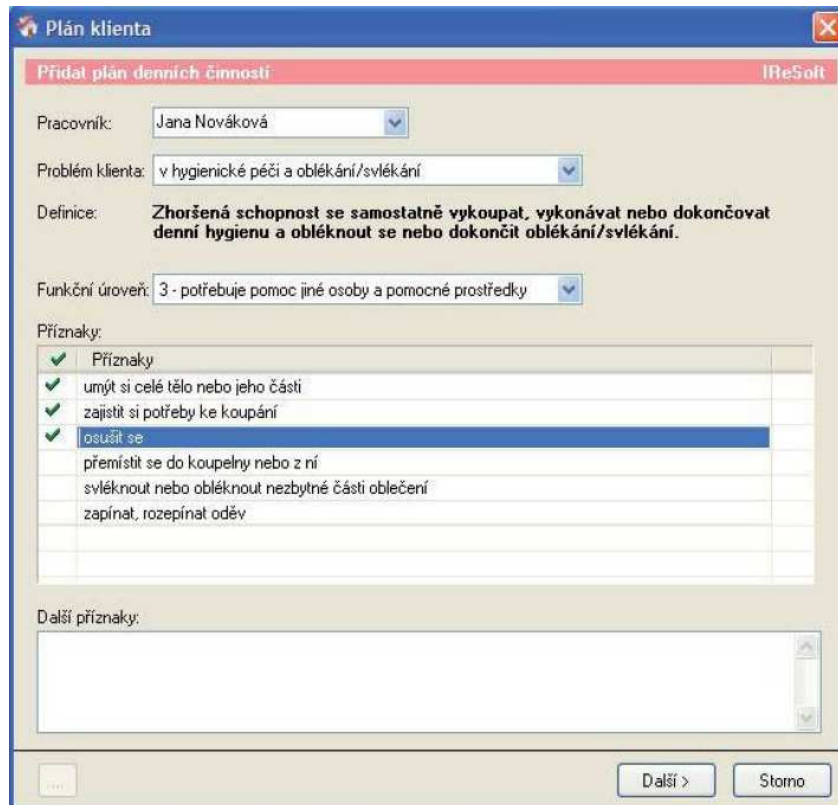 Plán klienta
Přidat plán denních činností IReSoft
Pracovník: Jana Nováková
Problém klienta: v hygienické péči a oblékání/svlékání
Definice: Zhoršená schopnost se samostatně vykoupat, vykonávat nebo dokončovat
denní hygienu a obléknout se nebo dokončit oblékání/svlékání.
Funkční úroveň: 3 - potřebuje pomoc jiné osoby a pomocné prostředky
Příznaky:
Příznaky
umýt si celé tělo nebo jeho části
zajistit si potřeby ke koupání
osušit se
přemístit se do koupelny nebo z ní
svléknout nebo obléknout nezbytné části oblečení
zapínat, rozepínat oděv
Další příznaky:
.... Další > Storno